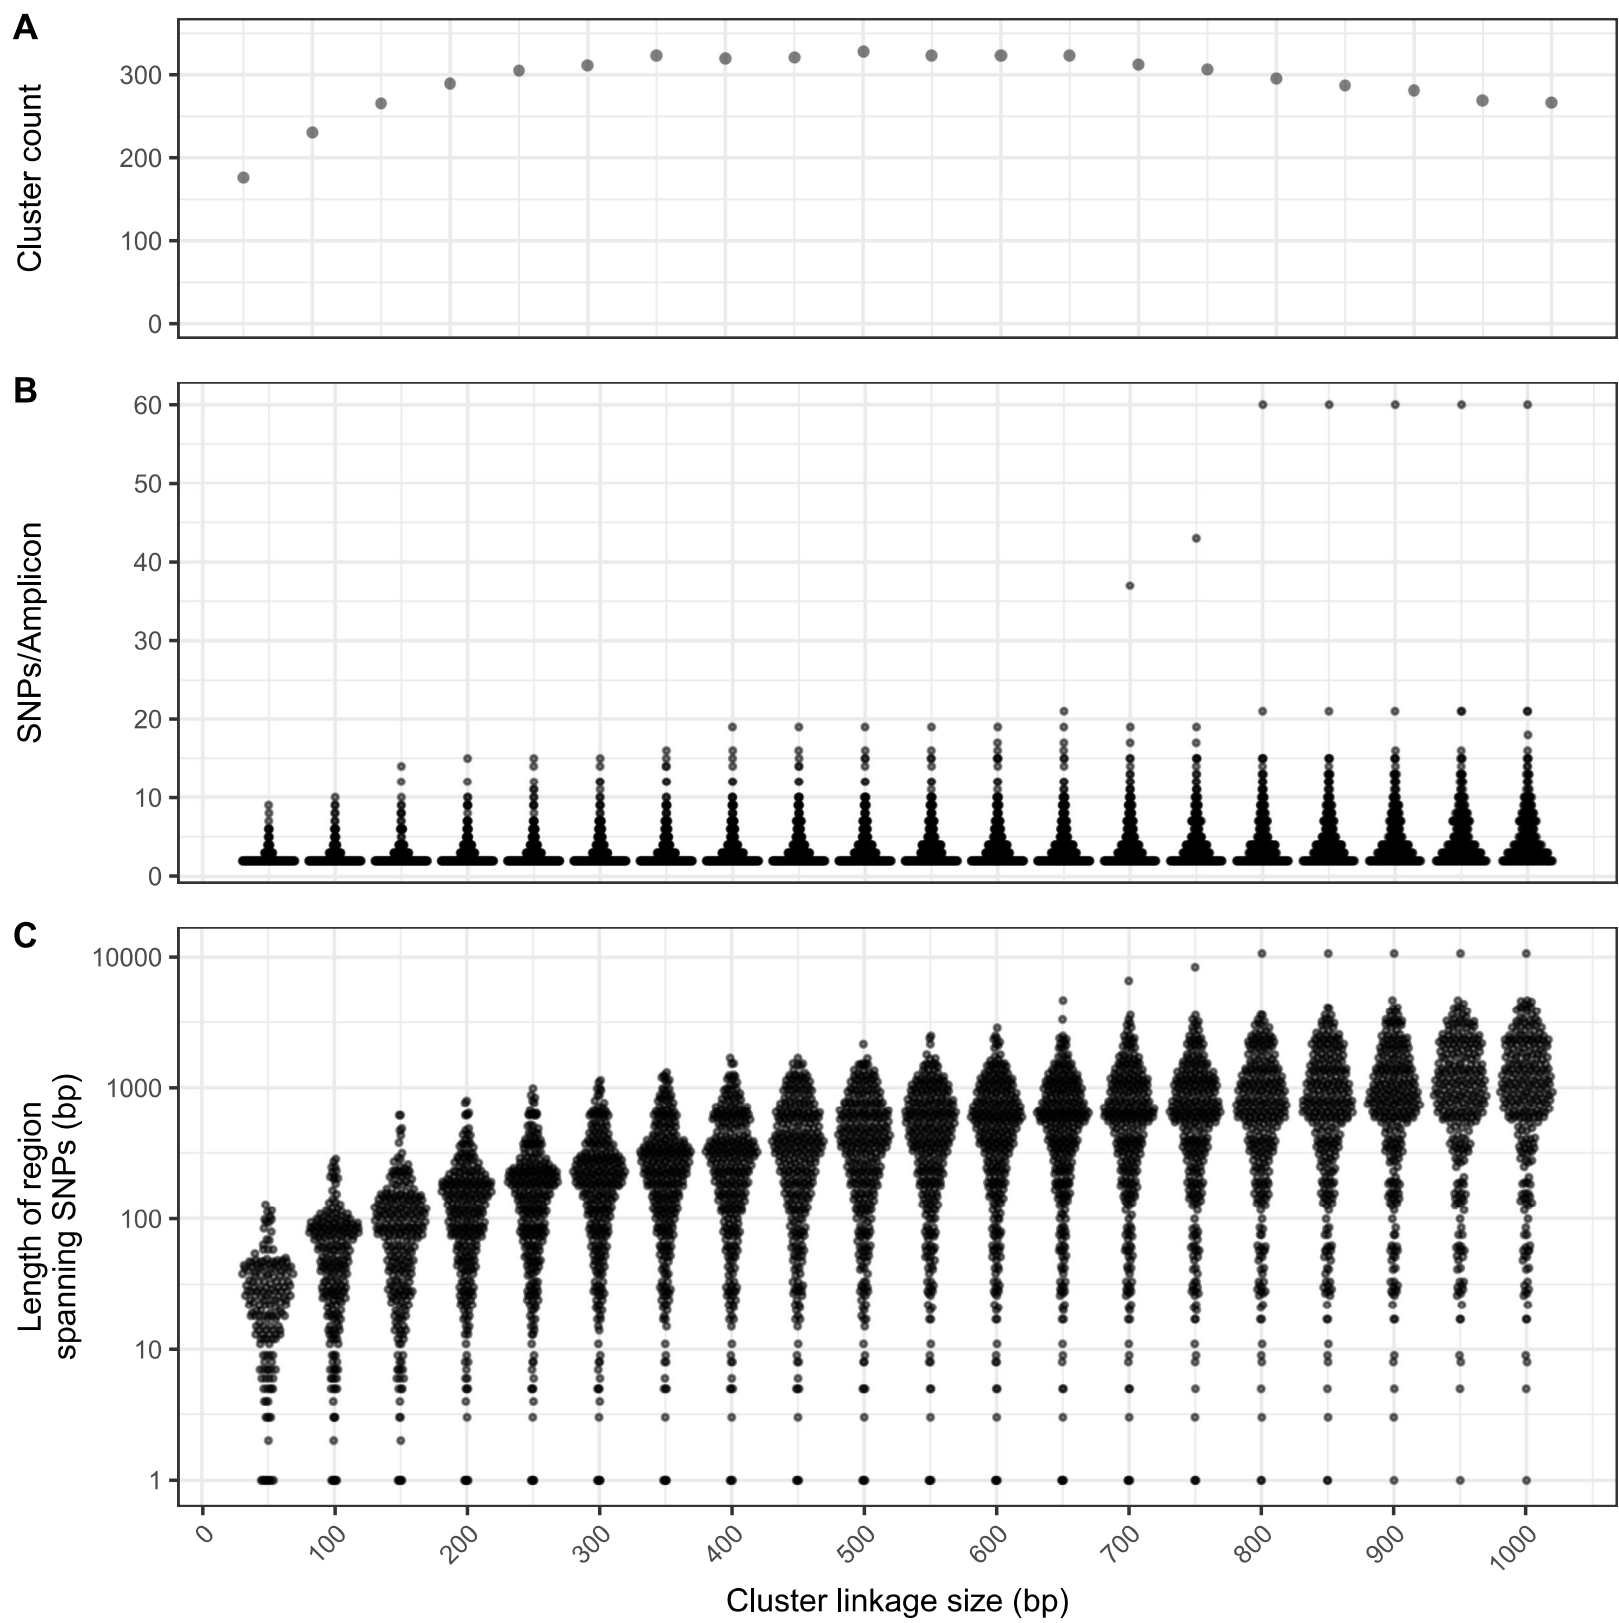 A
Cluster count
300
200
100
0
B
SNPs/Amplicon
60
50
40
30
20
10
0
C
Length of region
spanning SNPs (bp)
10000
1000
100
10
1
0 100 200 300 400 500 600 700 800 900 1000
Cluster linkage size (bp)